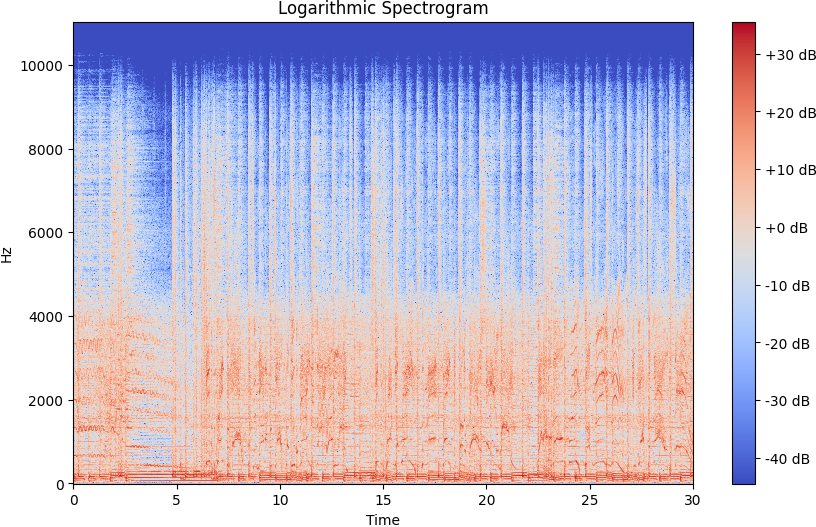 Logarithmic Spectrogram
Hz
10000
8000
6000
4000
2000
0
0 5 10 15 20 25 30
Time
+30 dB
+20 dB
+10 dB
+0 dB
-10 dB
-20 dB
-30 dB
-40 dB